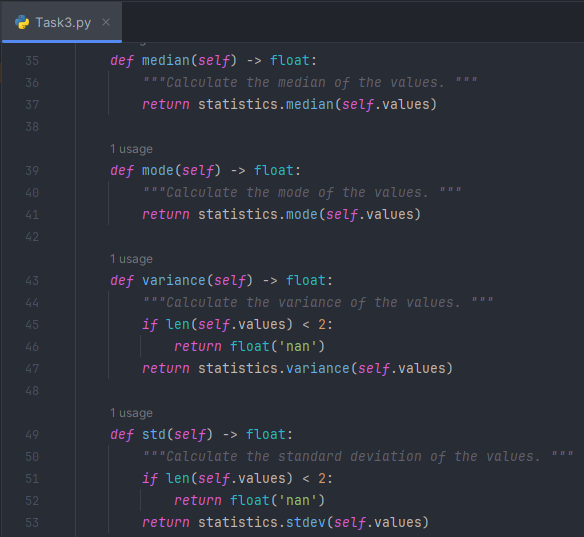 Task3.py
35 def median(self) -> float:
36 """Calculate the median of the values. """
37 return statistics.median(self.values)
38
1 usage
39 def mode(self) -> float:
40 """Calculate the mode of the values. """
41 return statistics.mode(self.values)
42
1 usage
43 def variance(self) -> float:
44 """Calculate the variance of the values. """
45 if len(self.values) < 2:
46 return float('nan')
47 return statistics.variance(self.values)
48
1 usage
49 def std(self) -> float:
50 """Calculate the standard deviation of the values. """
51 if len(self.values) < 2:
52 return float('nan')
53 return statistics.stdev(self.values)